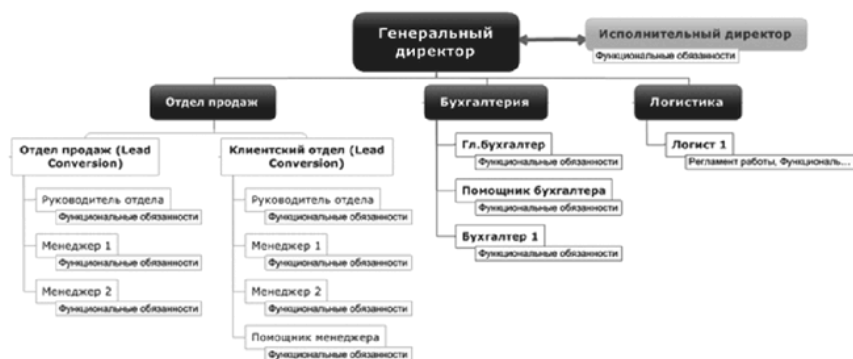 Генеральный
директор
Исполнительный директор
Функциональные обязанности
Отдел продаж
Бухгалтерия
Логистика
Отдел продаж (Lead
Conversion)
Руководитель отдела
Функциональные обязанности
Менеджер 1
Функциональные обязанности
Менеджер 2
Функциональные обязанности
Клиентский отдел (Lead
Conversion)
Руководитель отдела
Функциональные обязанности
Менеджер 1
Функциональные обязанности
Менеджер 2
Функциональные обязанности
Помощник менеджера
Функциональные обязанности
Гл.бухгалтер
Функциональные обязанности
Помощник бухгалтера
Функциональные обязанности
Бухгалтер 1
Функциональные обязанности
Логист 1
Регламент работы, Функциональ...